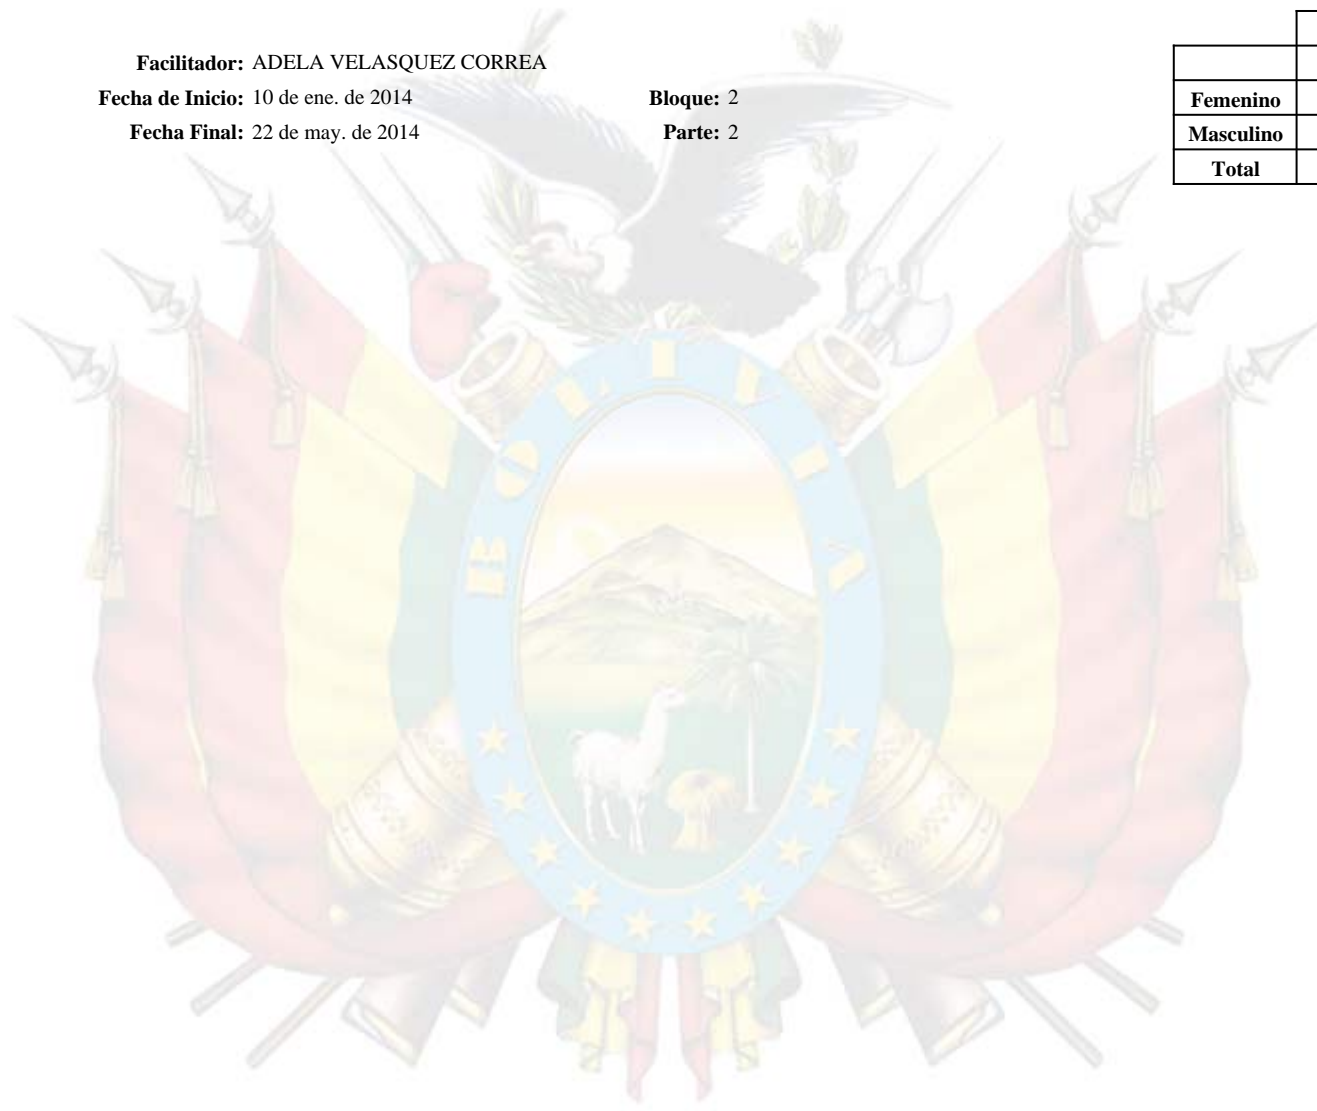 Facilitador: ADELA VELASQUEZ CORREA
Fecha de Inicio: 10 de ene. de 2014 Bloque: 2
Fecha Final: 22 de may. de 2014 Parte: 2
Femenino
Masculino
Total
BOLIVIA